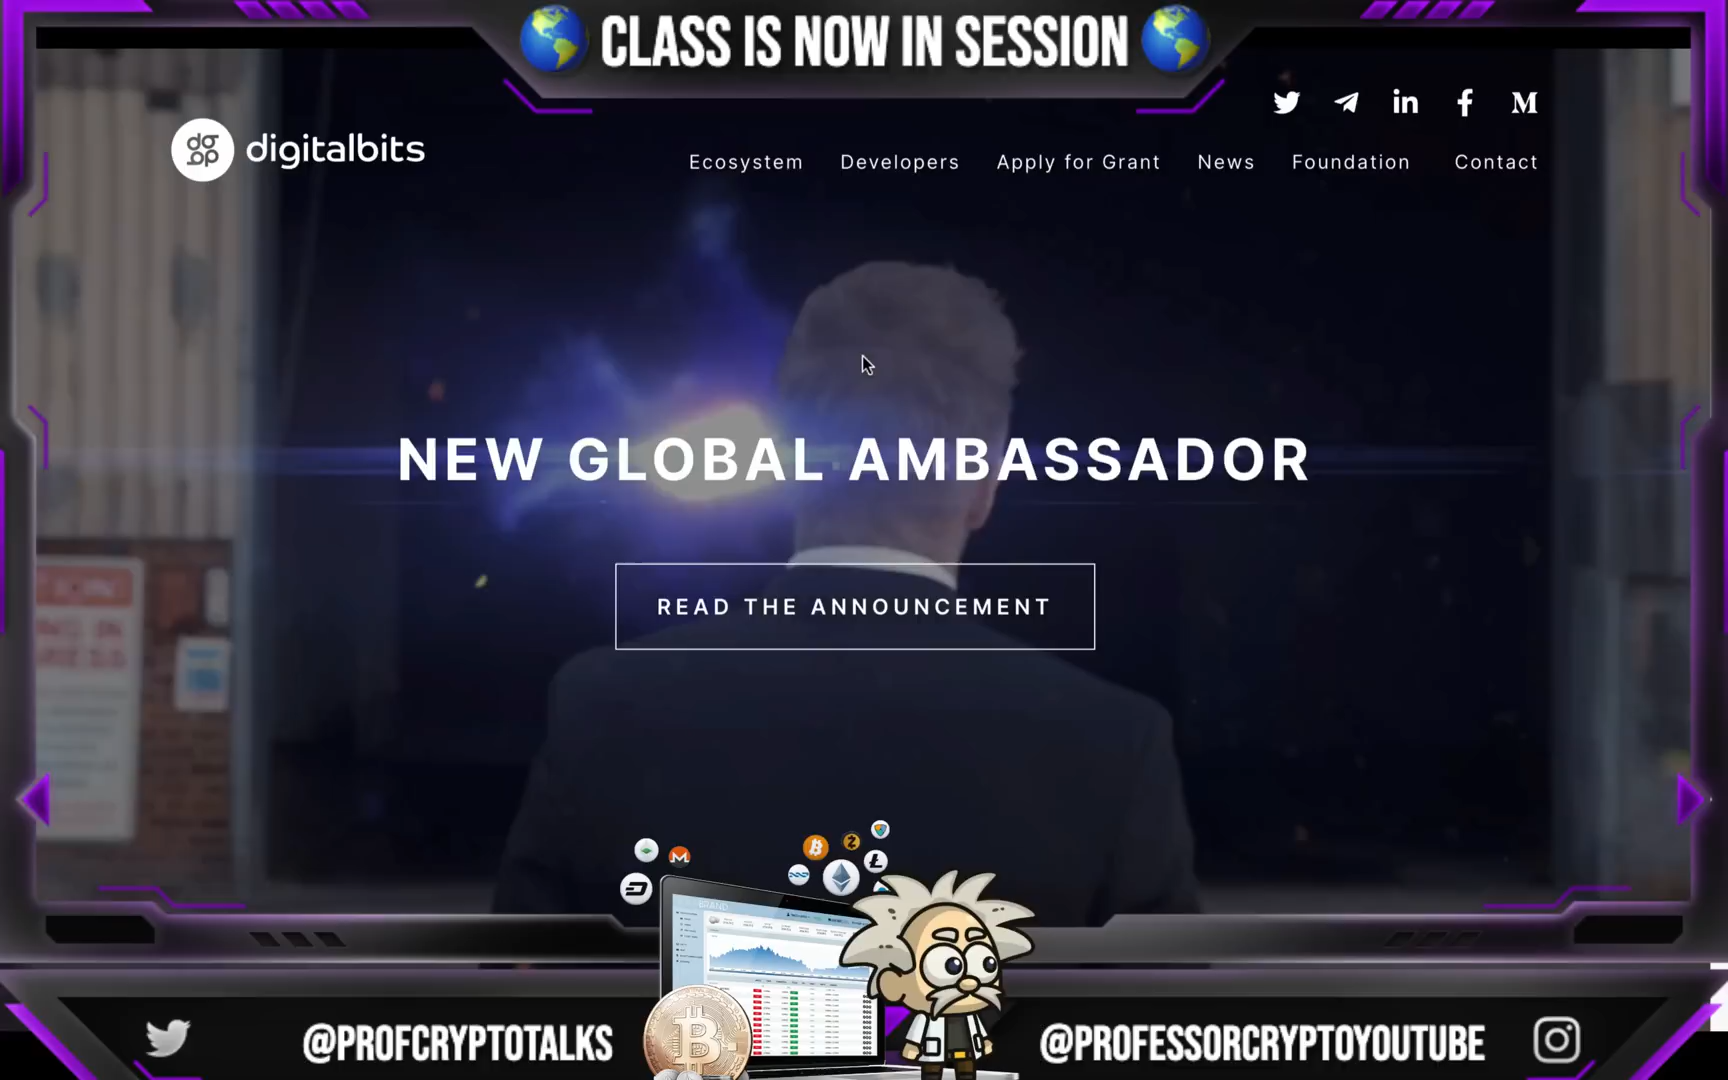 CLASS IS NOW IN SESSION
digitalbits
Ecosystem Developers Apply for Grant News Foundation Contact
NEW GLOBAL AMBASSADOR
READ THE ANNOUNCEMENT
@PROFCRYPTOTALKS
@PROFESSORCRYPTOYOUTUBE